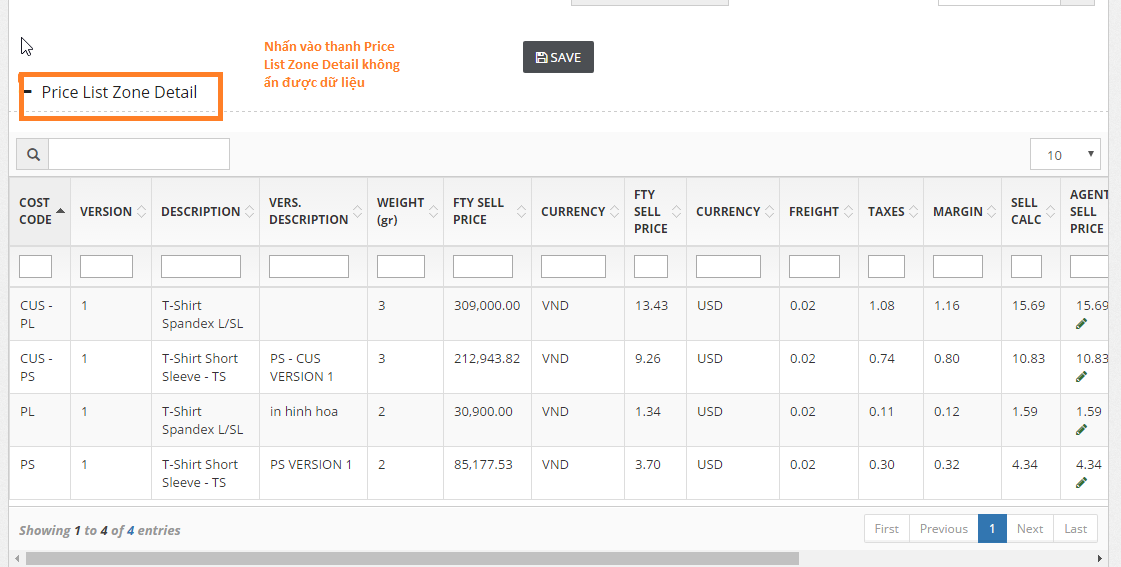 Nhấn vào thanh Price
List Zone Detail không
ẩn được dữ liệu
SAVE
Price List Zone Detail
10
COST CODE VERSION DESCRIPTION VERS. DESCRIPTION WEIGHT (gr) FTY SELL PRICE CURRENCY FTY SELL PRICE CURRENCY FREIGHT TAXES MARGIN SELL CALC AGENT SELL PRICE
CUS - PL 1 T-Shirt Spandex L/SL 3 309,000.00 VND 13.43 USD 0.02 1.08 1.16 15.69 15.69
CUS - PS 1 T-Shirt Short Sleeve - TS PS - CUS VERSION 1 3 212,943.82 VND 9.26 USD 0.02 0.74 0.80 10.83 10.83
PL 1 T-Shirt Spandex L/SL in hinh hoa 2 30,900.00 VND 1.34 USD 0.02 0.11 0.12 1.59 1.59
PS 1 T-Shirt Short Sleeve - TS PS VERSION 1 2 85,177.53 VND 3.70 USD 0.02 0.30 0.32 4.34 4.34
Showing 1 to 4 of 4 entries
First Previous 1 Next Last